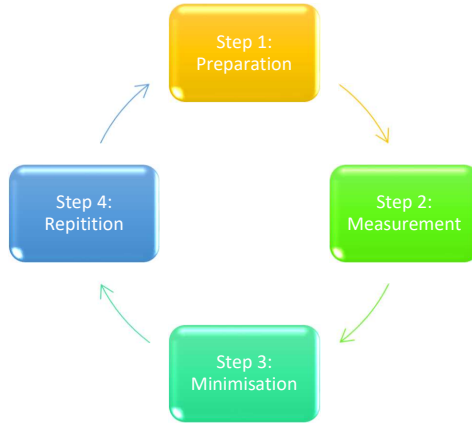 Step 1:
Preparation
Step 2:
Measurement
Step 3:
Minimisation
Step 4:
Repitition